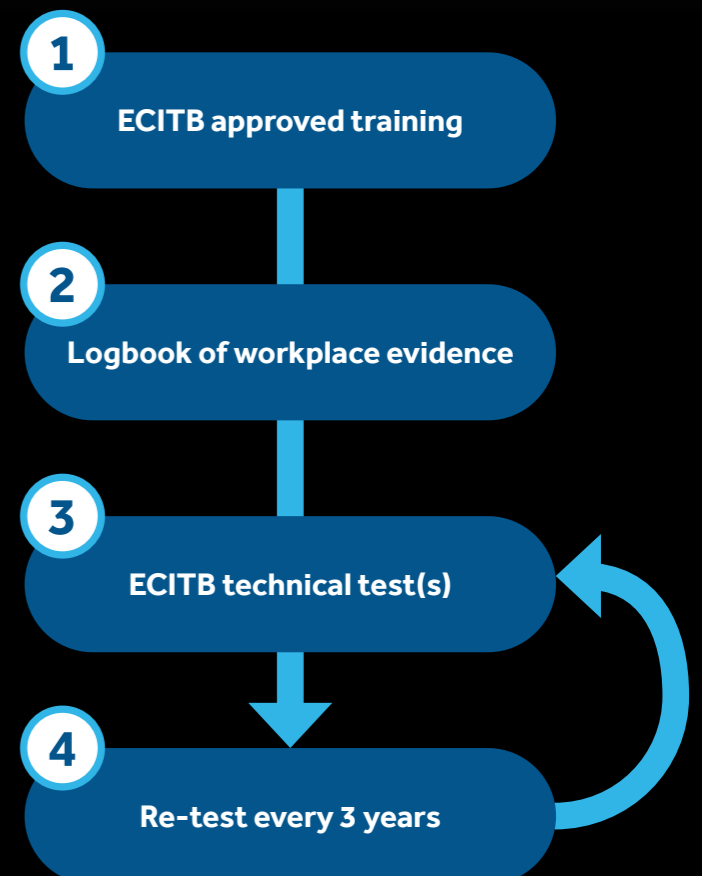 1
ECITB approved training
2
Logbook of workplace evidence
3
ECITB technical test(s)
4
Re-test every 3 years